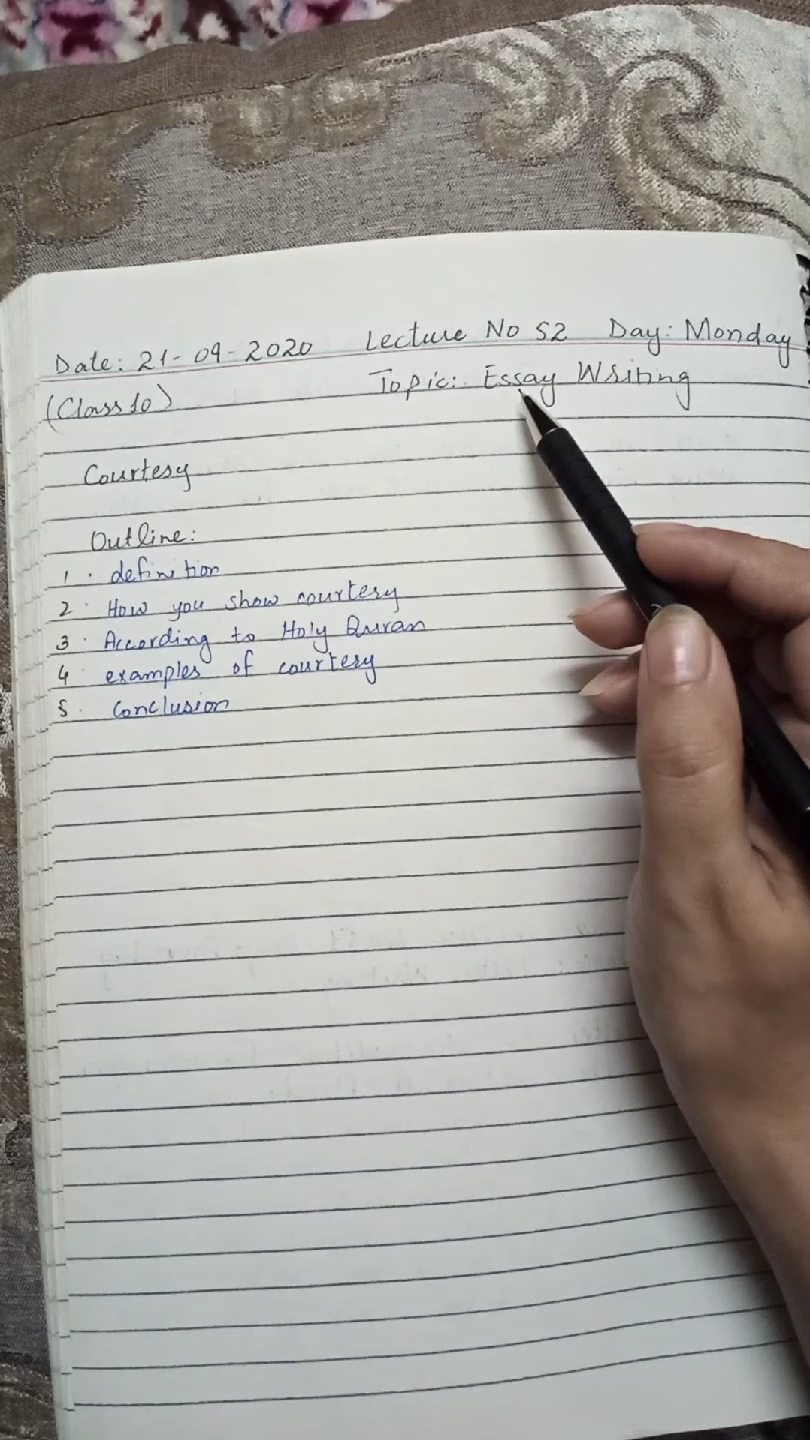 Date: 21-09-2020 Lecture No 52 Day: Monday
(Class 10) Topic: Essay Writing
Courtesy
Outline:
1. definition
2. How you show courtesy
3. According to Holy Quran
4. examples of courtesy
5. Conclusion